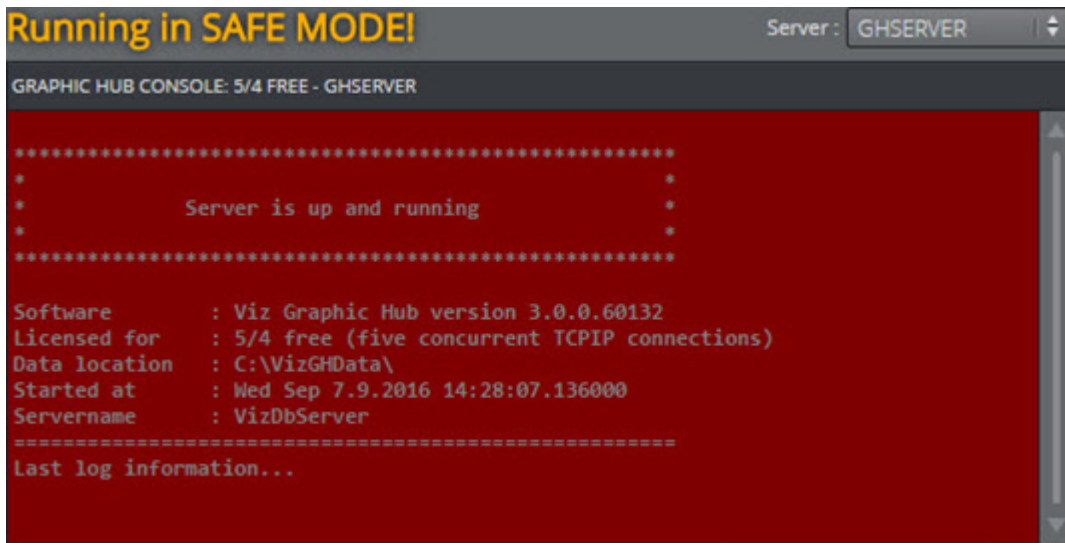 Running in SAFE MODE!
Server : GHSERVER
GRAPHIC HUB CONSOLE: 5/4 FREE - GHSERVER
******************************************************
*                                                    *
*            Server is up and running                *
*                                                    *
******************************************************
Software : Viz Graphic Hub version 3.0.0.60132
Licensed for : 5/4 free (five concurrent TCPIP connections)
Data location : C:\VizGHData\
Started at : Wed Sep 7.9.2016 14:28:07.136000
Servername : VizDbServer
======================================================
Last log information...